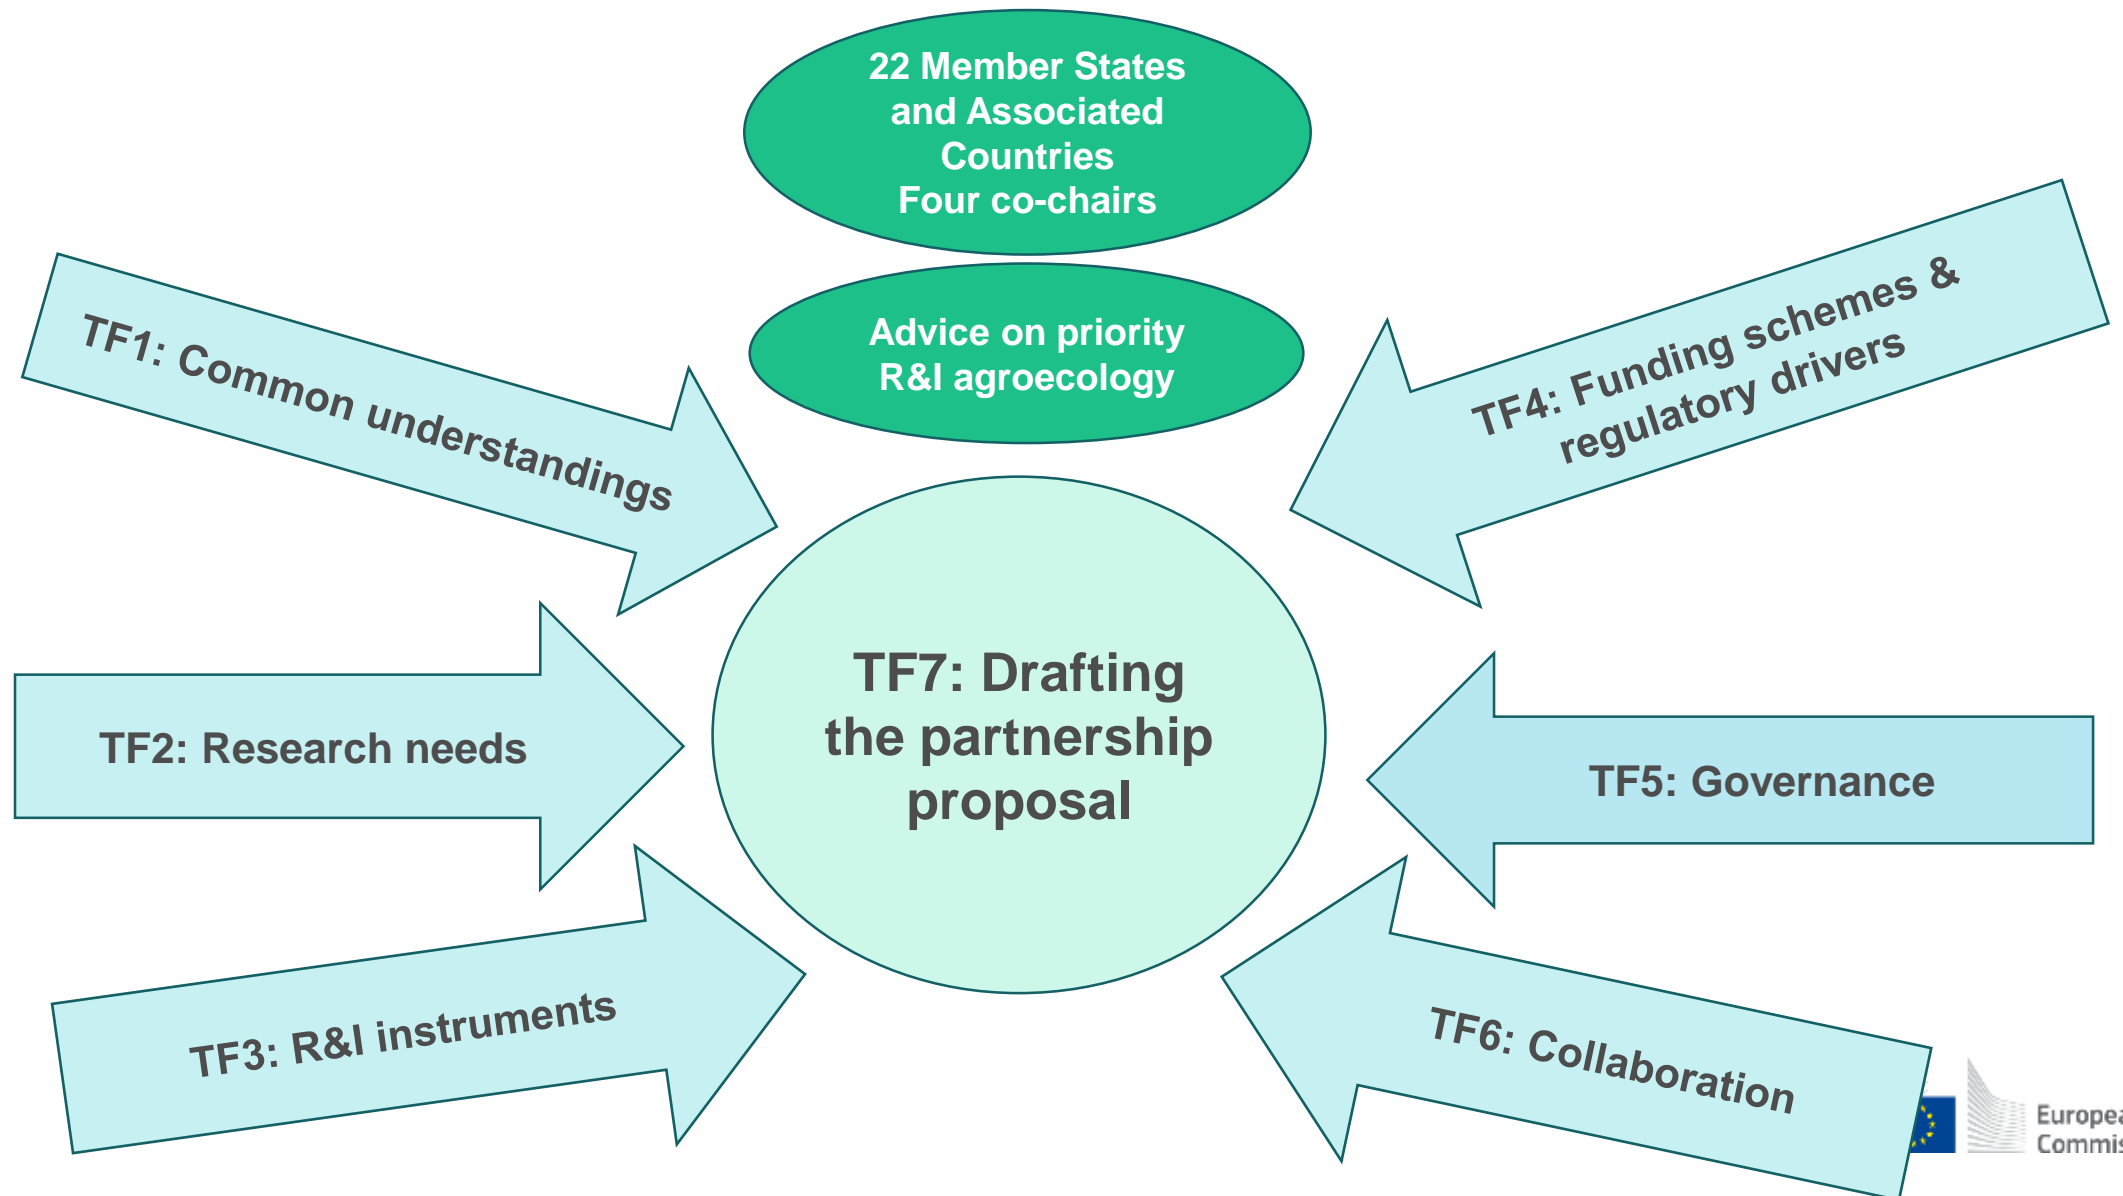 22 Member States
and Associated
Countries
Four co-chairs
Advice on priority
R&I agroecology
TF1: Common understandings
TF4: Funding schemes &
regulatory drivers
TF7: Drafting
the partnership
proposal
TF2: Research needs
TF5: Governance
TF3: R&I instruments
TF6: Collaboration